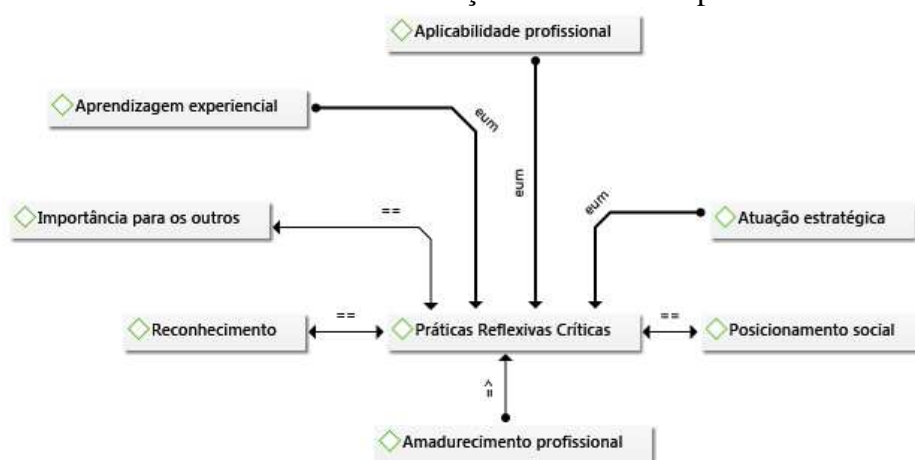 Aplicabilidade profissional
Aprendizagem experiencial
eum
eum
eum
Importância para os outros
==
Atuação estratégica
Reconhecimento
==
Práticas Reflexivas Críticas
==
Posicionamento social
=>
Amadurecimento profissional